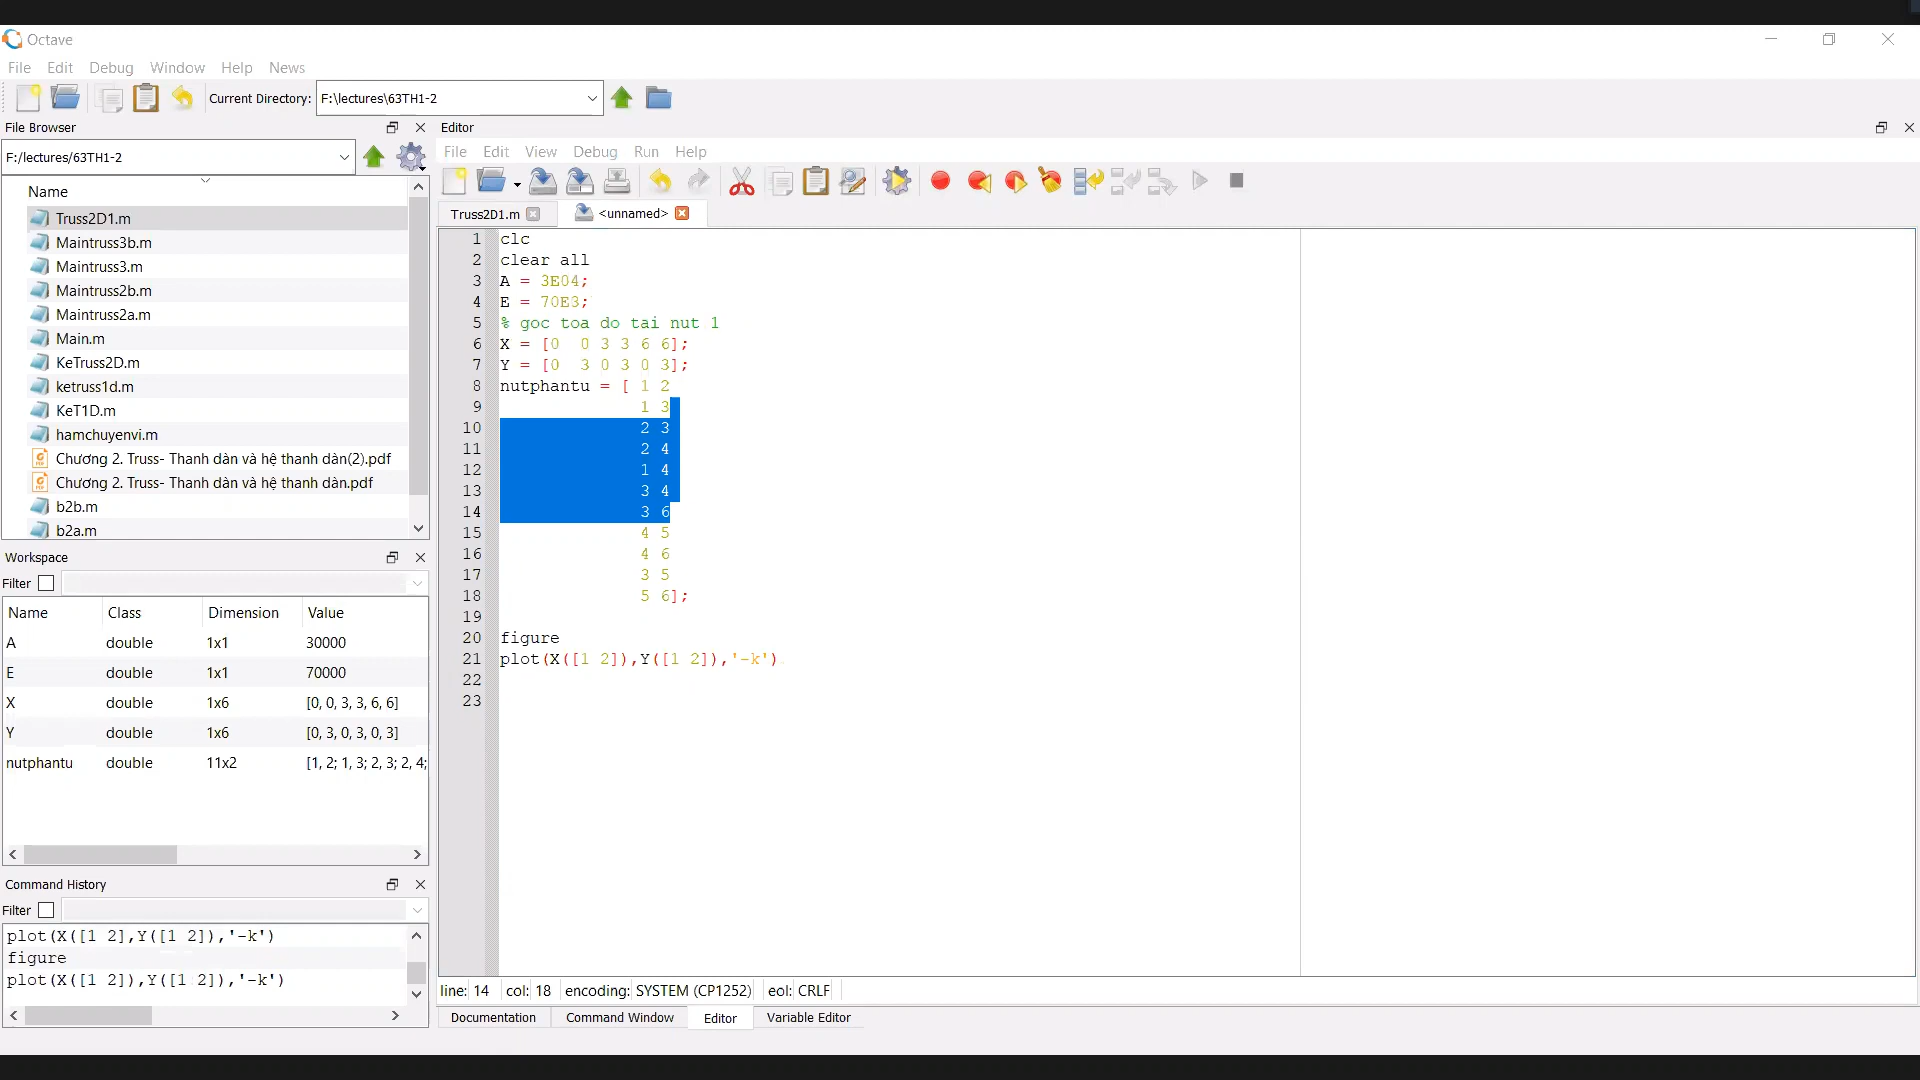 Octave
File Edit Debug Window Help News
Current Directory: F:\lectures\63TH1-2
File Browser
F:/lectures/63TH1-2
Name
Truss2D1.m
Maintruss3b.m
Maintruss3.m
Maintruss2b.m
Maintruss2a.m
Main.m
KeTruss2D.m
ketruss1d.m
KeT1D.m
hamchuyenvi.m
Chương 2. Truss- Thanh dàn và hệ thanh dàn(2).pdf
Chương 2. Truss- Thanh dàn và hệ thanh dàn.pdf
b2b.m
b2a.m
Workspace
Filter
Name Class Dimension Value
A double 1x1 30000
E double 1x1 70000
X double 1x6 [0, 0, 3, 3, 6, 6]
Y double 1x6 [0, 3, 0, 3, 0, 3]
nutphantu double 11x2 [1, 2; 1, 3; 2, 3; 2, 4;
Command History
Filter
plot(X([1 2],Y([1 2]),'-k')
figure
plot(X([1 2]),Y([1 2]),'-k')
Editor
File Edit View Debug Run Help
Truss2D1.m <unnamed>
1 clc
2 clear all
3 A = 3E04;
4 E = 70E3;
5 % goc toa do tai nut 1
6 X = [0 0 3 3 6 6];
7 Y = [0 3 0 3 0 3];
8 nutphantu = [ 1 2
9 1 3
10 2 3
11 2 4
12 1 4
13 3 4
14 3 6
15 4 5
16 4 6
17 3 5
18 5 6];
19
20 figure
21 plot(X([1 2]),Y([1 2]),'-k')
22
23
line: 14 col: 18 encoding: SYSTEM (CP1252) eol: CRLF
Documentation Command Window Editor Variable Editor